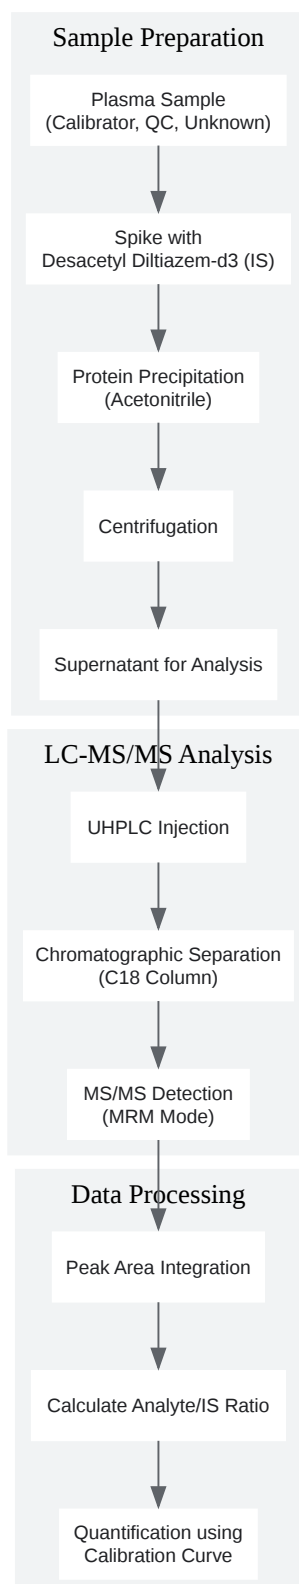 Sample Preparation
Plasma Sample
(Calibrator, QC, Unknown)
Spike with
Desacetyl Diltiazem-d3 (IS)
Protein Precipitation
(Acetonitrile)
Centrifugation
Supernatant for Analysis
LC-MS/MS Analysis
UHPLC Injection
Chromatographic Separation
(C18 Column)
MS/MS Detection
(MRM Mode)
Data Processing
Peak Area Integration
Calculate Analyte/IS Ratio
Quantification using
Calibration Curve